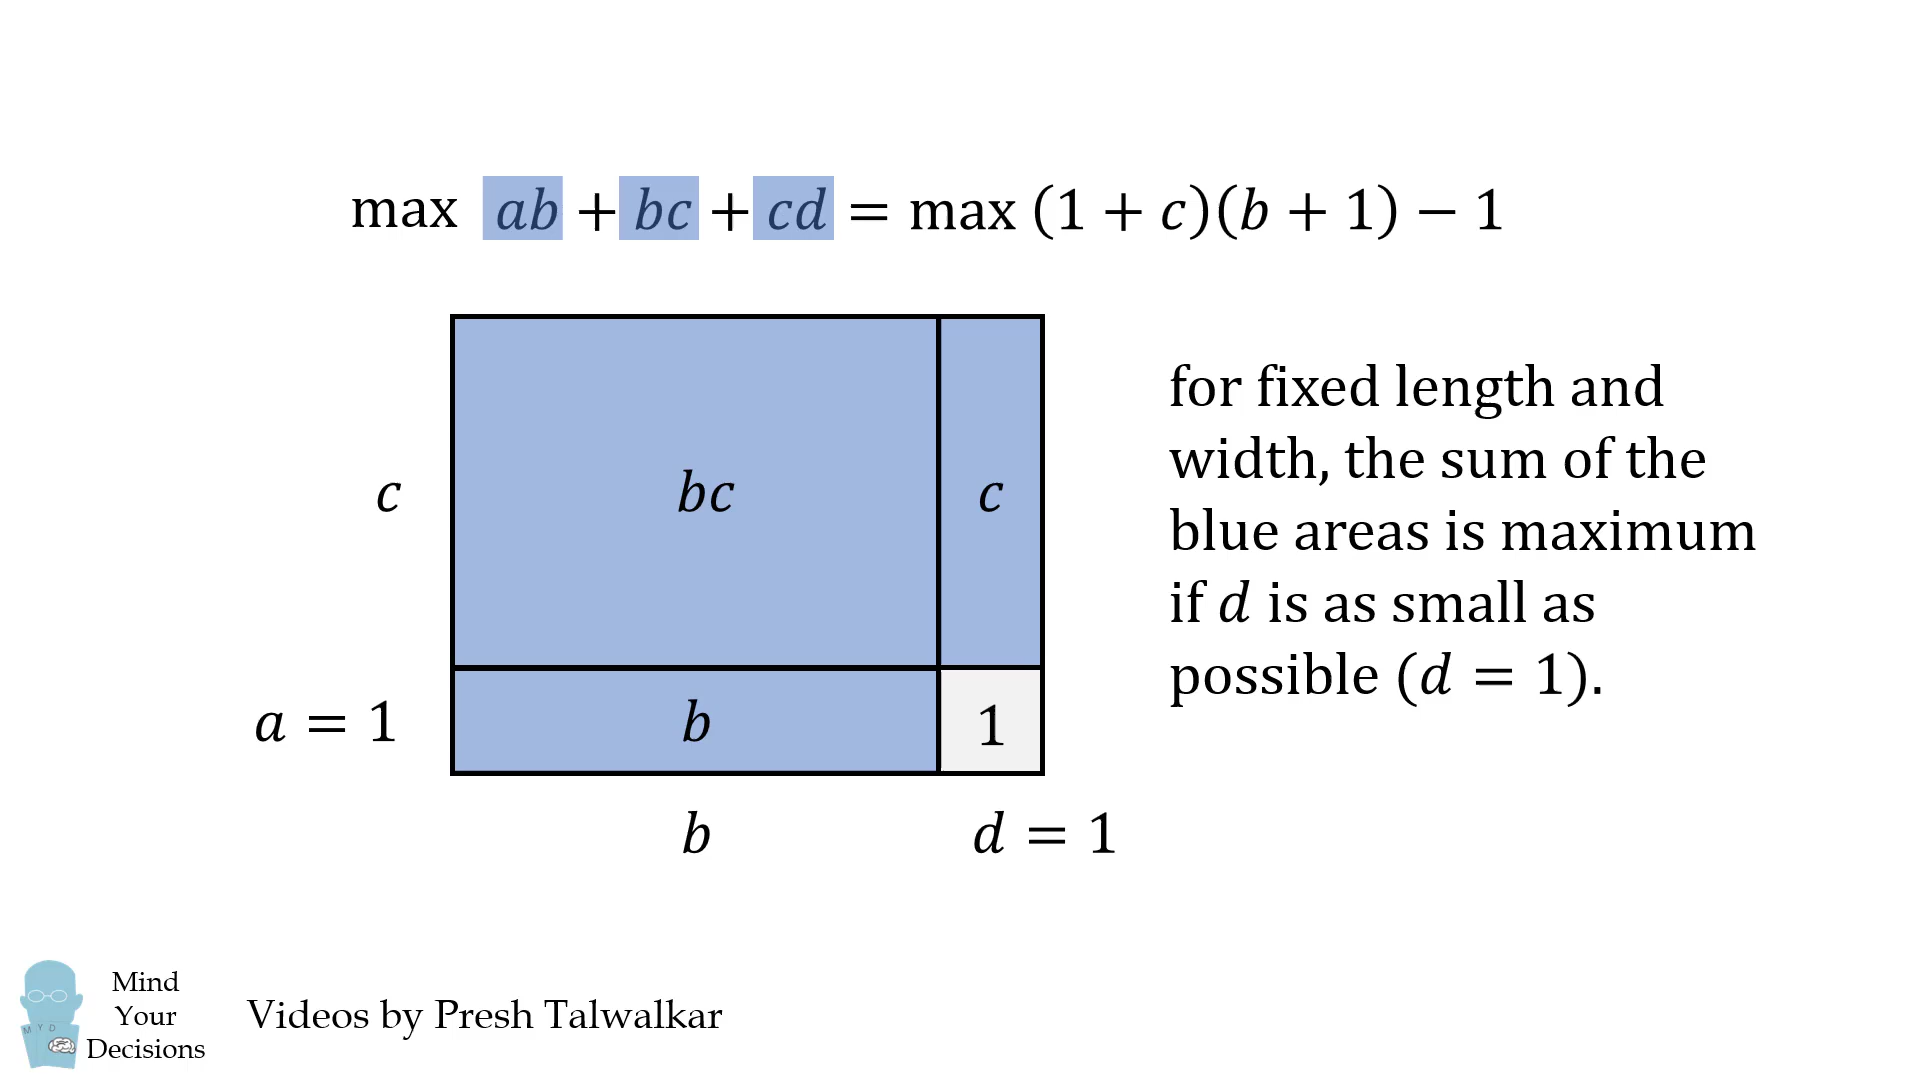 max ab + bc + cd = max (1 + c)(b + 1) − 1
c
bc
c
for fixed length and
width, the sum of the
blue areas is maximum
if d is as small as
possible (d = 1).
a = 1
b
1
b
d = 1
Mind
Your
Decisions
M Y D
Videos by Presh Talwalkar